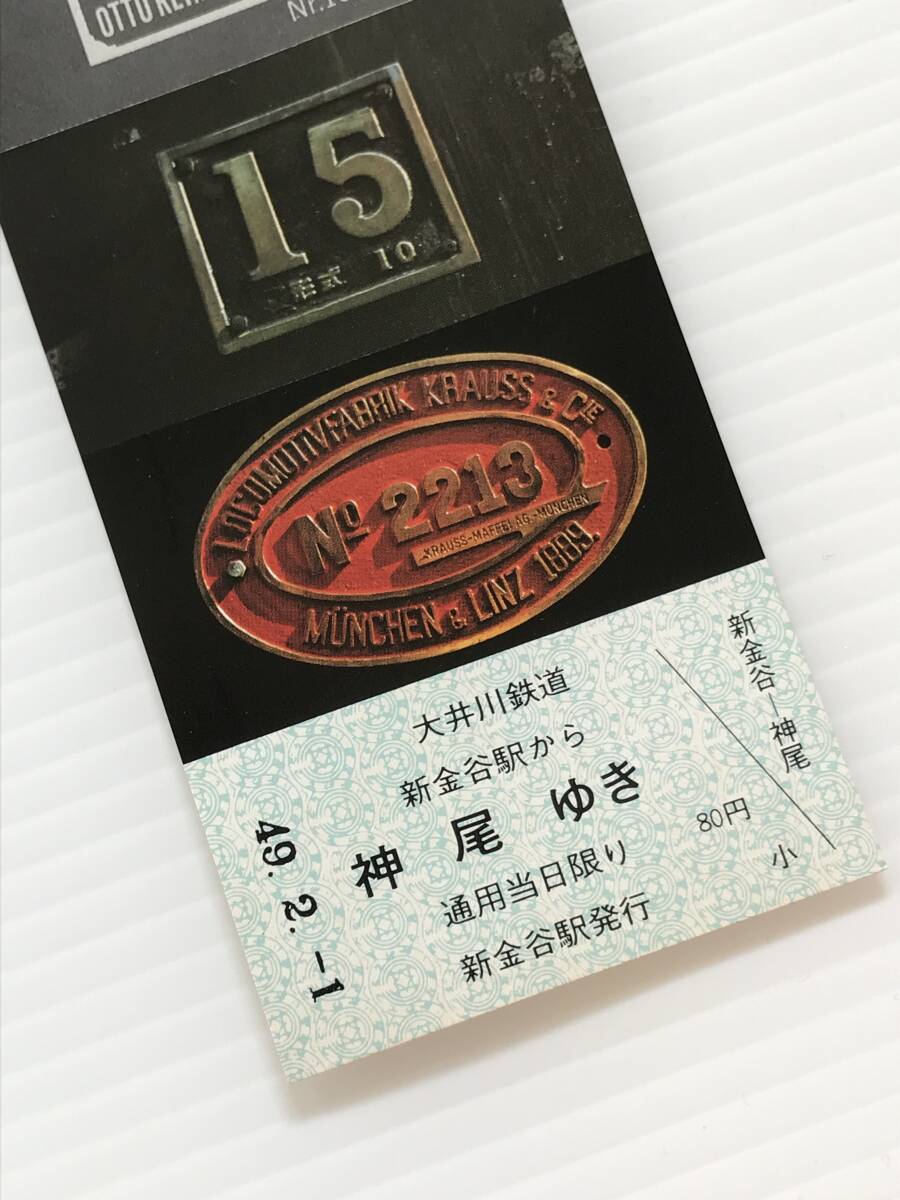 15
形式 10
LOCOMOTIVFABRIK KRAUSS & CIE
No 2213
KRAUSS-MAFFEI AG.-MÜNCHEN
MÜNCHEN & LINZ 1889.
大井川鉄道
新金谷駅から
神尾ゆき
通用当日限り
新金谷駅発行
80円
新金谷―神尾
小
49. 2. -1